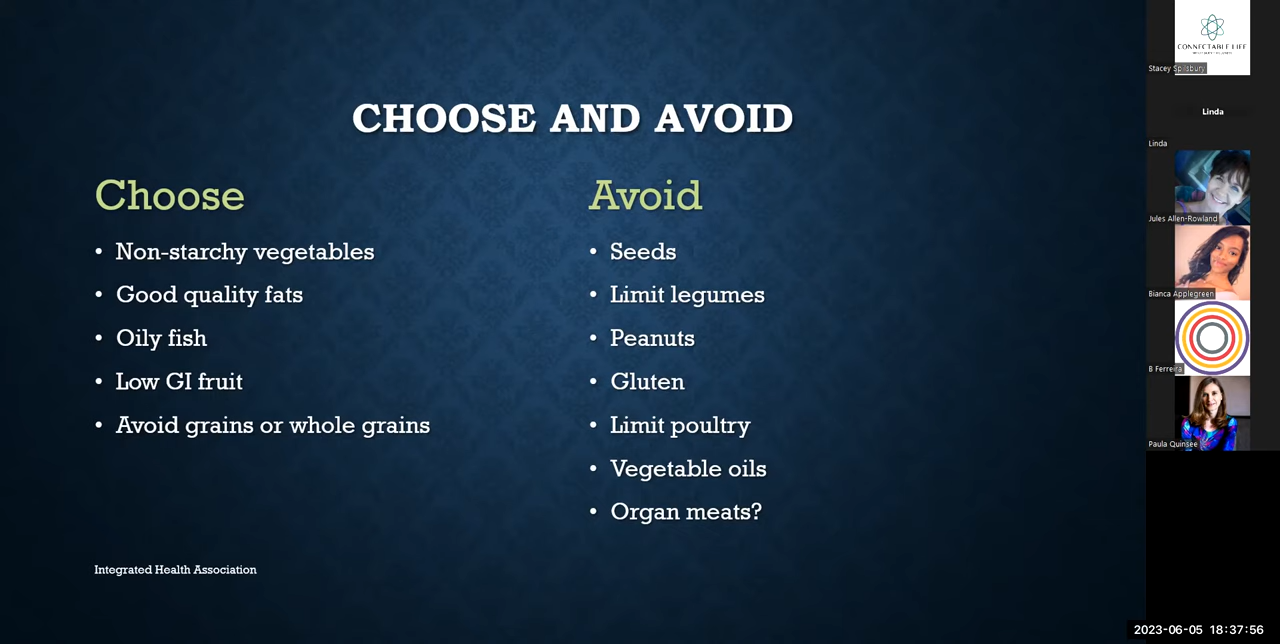 CHOOSE AND AVOID
Choose
• Non-starchy vegetables
• Good quality fats
• Oily fish
• Low GI fruit
• Avoid grains or whole grains
Avoid
• Seeds
• Limit legumes
• Peanuts
• Gluten
• Limit poultry
• Vegetable oils
• Organ meats?
Integrated Health Association
CONNECTABLE LIFE
Stacey Spilsbury
Linda
Linda
Jules Allen-Rowland
Bianca Applegreen
B Ferreira
Paula Quinsee
2023-06-05 18:37:56